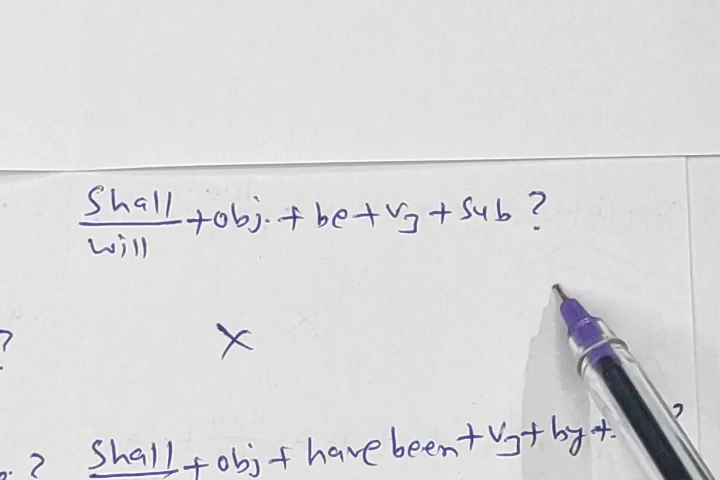 Shall
will + obj. + be + V3 + sub ?
?
X
?
? Shall + obj + have been + V3 + by +